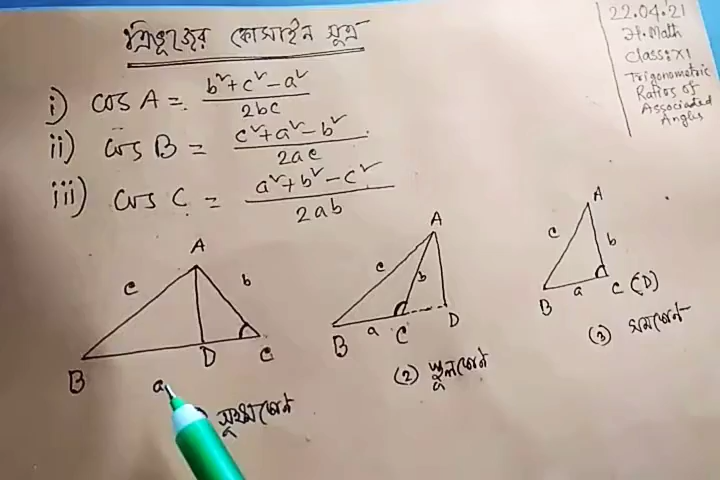 ত্রিভূজের কোসাইন সূত্র
22.04.21
H.Math
Class: XI
Trigonometric
Ratios of
Associated
Angles
i) cos A = b²+c²-a² / 2bc
ii) cos B = c²+a²-b² / 2ac
iii) cos C = a²+b²-c² / 2ab
A
c
b
B
D
C
a
সূক্ষ্মকোণ
A
c
b
B
a
C
D
(2) স্থূলকোণ
A
c
b
B
a
C (D)
(3) সমকোণ